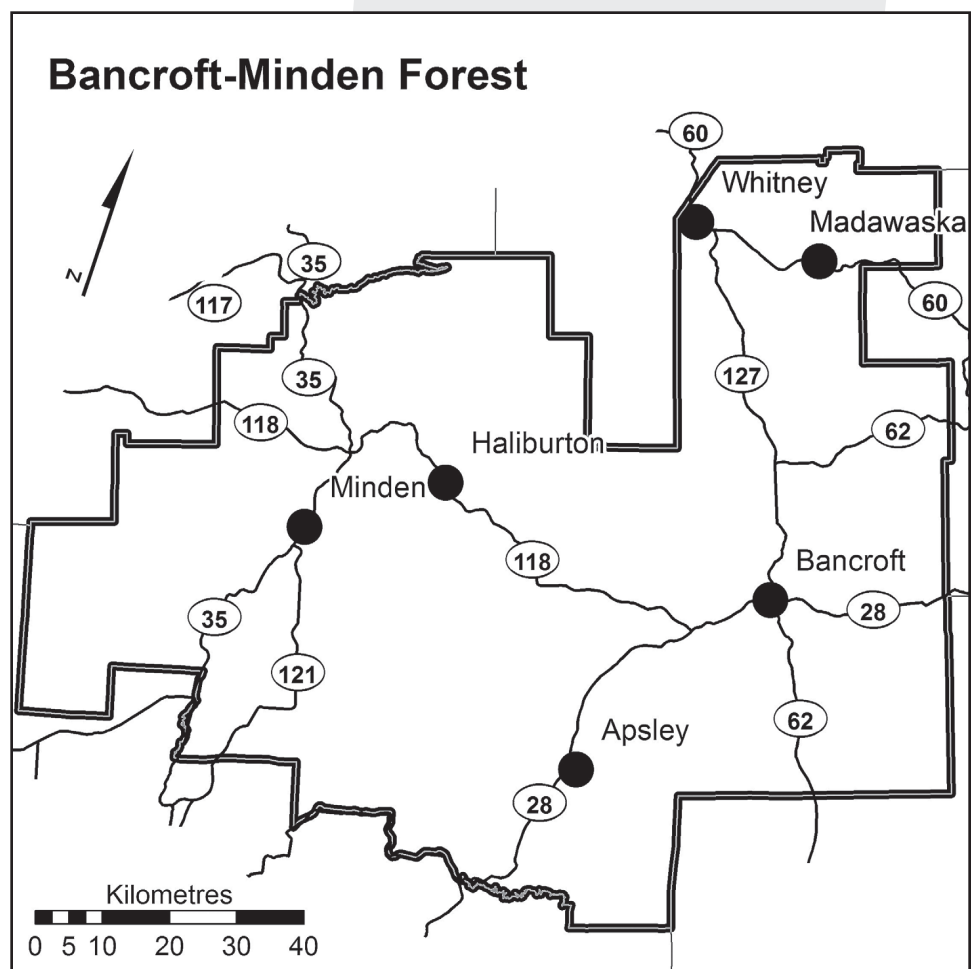 Bancroft-Minden Forest
60
Whitney
Madawaska
z
35
117
60
35
127
118
62
Haliburton
Minden
118
Bancroft
28
35
121
62
Apsley
28
Kilometres
0 5 10 20 30 40